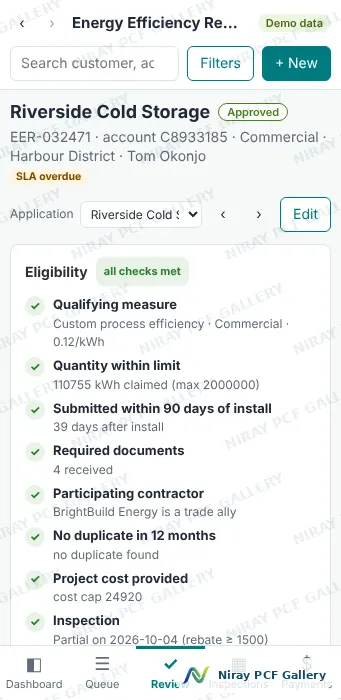 ‹ › Energy Efficiency Re... Demo data
Search customer, ac Filters + New
Riverside Cold Storage Approved
EER-032471 · account C8933185 · Commercial ·
Harbour District · Tom Okonjo
SLA overdue
Application Riverside Cold S ‹ › Edit
Eligibility all checks met
Qualifying measure
Custom process efficiency · Commercial ·
0.12/kWh
Quantity within limit
110755 kWh claimed (max 2000000)
Submitted within 90 days of install
39 days after install
Required documents
4 received
Participating contractor
BrightBuild Energy is a trade ally
No duplicate in 12 months
no duplicate found
Project cost provided
cost cap 24920
Inspection
Partial on 2026-10-04 (rebate ≥ 1500)
Dashboard Queue Review Inspections Payments
Niray PCF Gallery
NIRAY PCF GALLERY